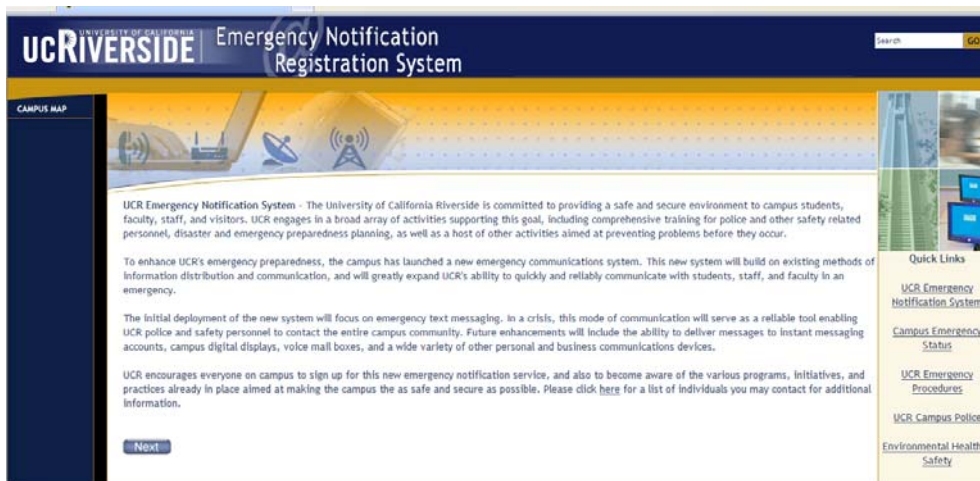 UNIVERSITY OF CALIFORNIA
UCRIVERSIDE
Emergency Notification
Registration System
Search
GO
CAMPUS MAP
UCR Emergency Notification System - The University of California Riverside is committed to providing a safe and secure environment to campus students,
faculty, staff, and visitors. UCR engages in a broad array of activities supporting this goal, including comprehensive training for police and other safety related
personnel, disaster and emergency preparedness planning, as well as a host of other activities aimed at preventing problems before they occur.
To enhance UCR's emergency preparedness, the campus has launched a new emergency communications system. This new system will build on existing methods of
information distribution and communication, and will greatly expand UCR's ability to quickly and reliably communicate with students, staff, and faculty in an
emergency.
The initial deployment of the new system will focus on emergency text messaging. In a crisis, this mode of communication will serve as a reliable tool enabling
UCR police and safety personnel to contact the entire campus community. Future enhancements will include the ability to deliver messages to instant messaging
accounts, campus digital displays, voice mail boxes, and a wide variety of other personal and business communications devices.
UCR encourages everyone on campus to sign up for this new emergency notification service, and also to become aware of the various programs, initiatives, and
practices already in place aimed at making the campus the as safe and secure as possible. Please click here for a list of individuals you may contact for additional
information.
Next
Quick Links
UCR Emergency
Notification System
Campus Emergency
Status
UCR Emergency
Procedures
UCR Campus Police
Environmental Health
Safety